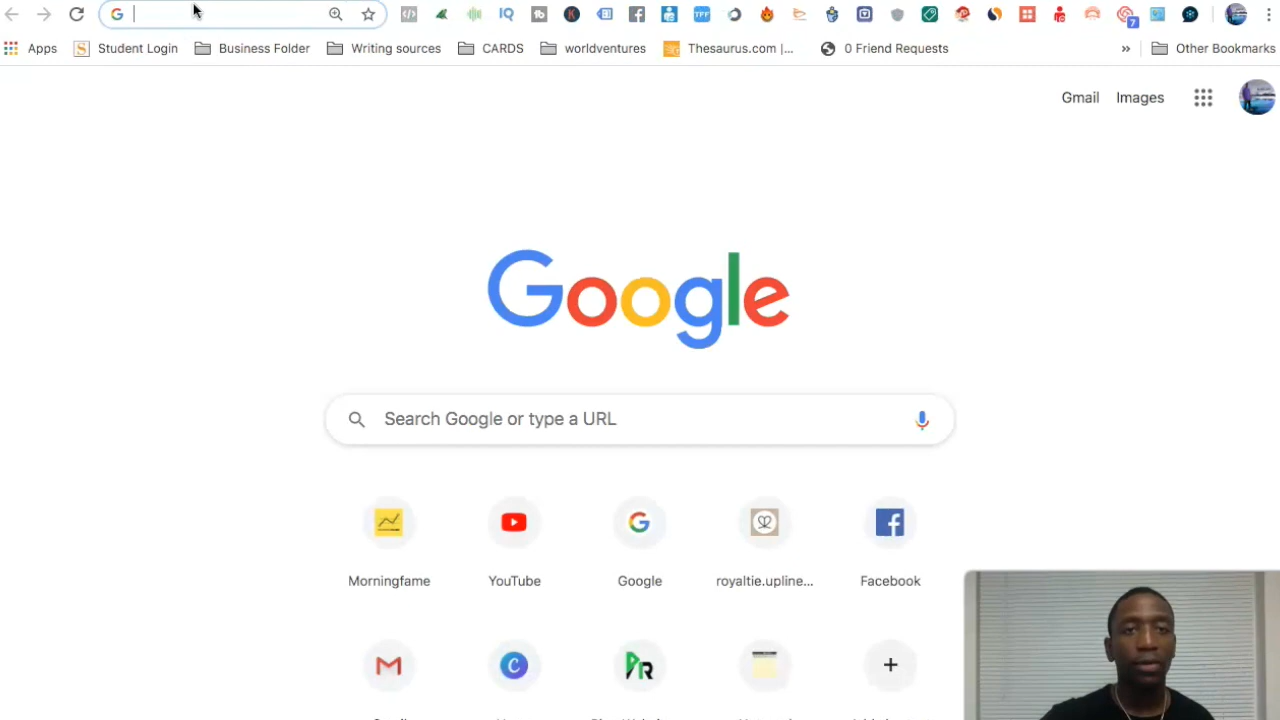 Apps Student Login Business Folder Writing sources CARDS worldventures Thesaurus.com |... 0 Friend Requests » Other Bookmarks
7
Gmail Images
Google
Search Google or type a URL
Morningfame YouTube Google royaltie.upline... Facebook